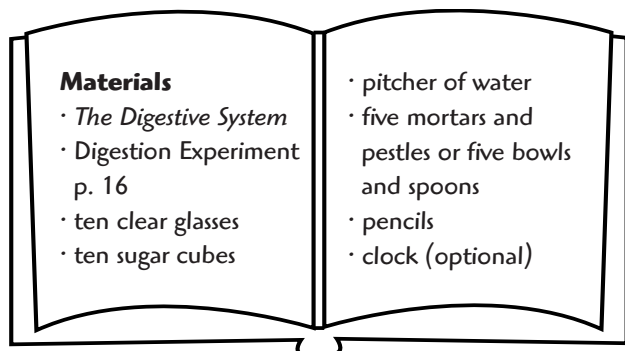 Materials
· The Digestive System
· Digestion Experiment
p. 16
· ten clear glasses
· ten sugar cubes
· pitcher of water
· five mortars and
pestles or five bowls
and spoons
· pencils
· clock (optional)